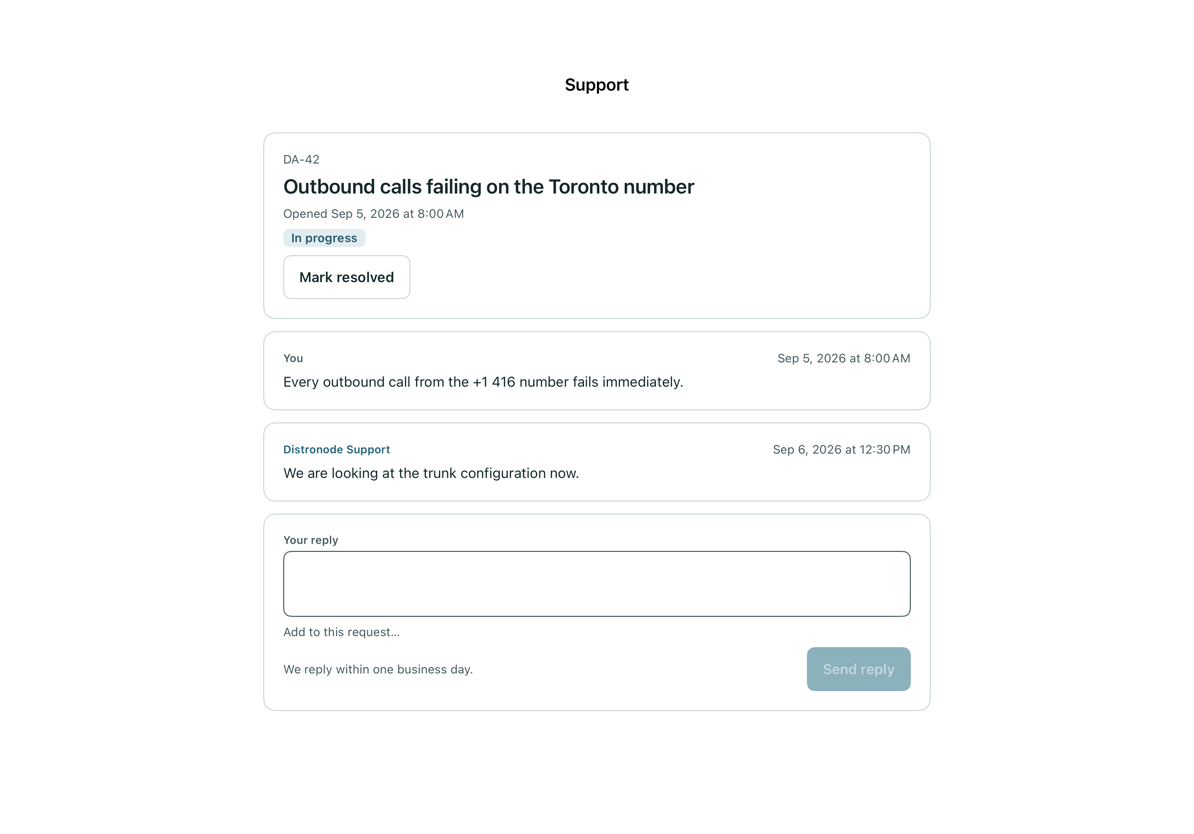 Support
DA-42
Outbound calls failing on the Toronto number
Opened Sep 5, 2026 at 8:00 AM
In progress
Mark resolved
You
Sep 5, 2026 at 8:00 AM
Every outbound call from the +1 416 number fails immediately.
Distronode Support
Sep 6, 2026 at 12:30 PM
We are looking at the trunk configuration now.
Your reply
Add to this request...
We reply within one business day.
Send reply